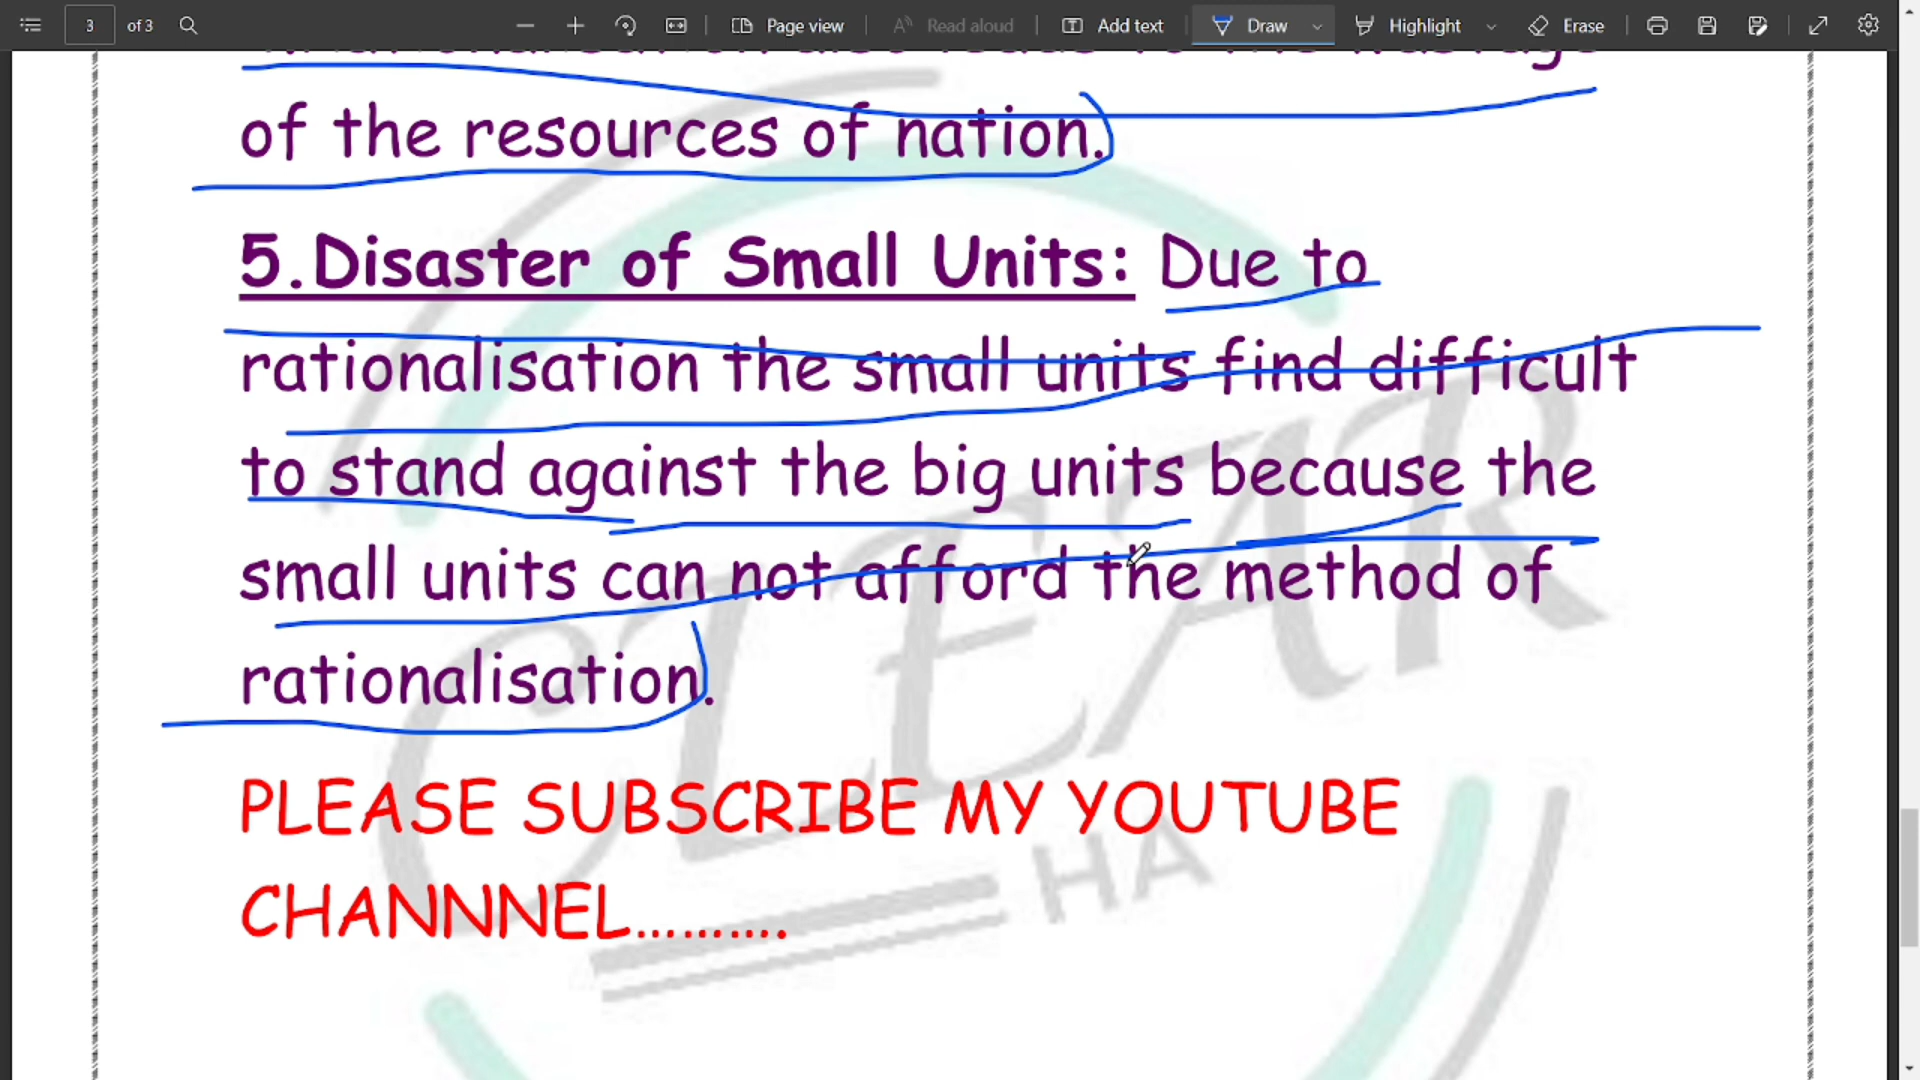 3 of 3 Page view Read aloud Add text Draw Highlight Erase
of the resources of nation.
5.Disaster of Small Units: Due to
rationalisation the small units find difficult
to stand against the big units because the
small units can not afford the method of
rationalisation.
PLEASE SUBSCRIBE MY YOUTUBE
CHANNNEL……….
CLEAR
HA